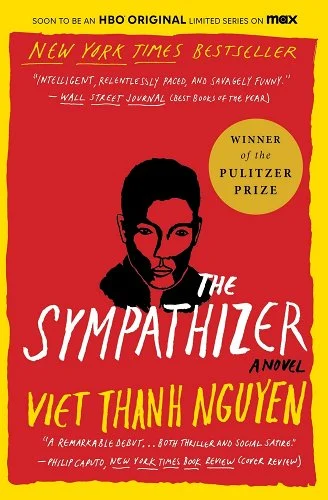 SOON TO BE AN HBO ORIGINAL LIMITED SERIES ON max
NEW YORK TIMES BESTSELLER
"INTELLIGENT, RELENTLESSLY PACED, AND SAVAGELY FUNNY."
— WALL STREET JOURNAL (BEST BOOKS OF THE YEAR)
WINNER
of the
PULITZER
PRIZE
THE
SYMPATHIZER
A NOVEL
VIET THANH NGUYEN
"A REMARKABLE DEBUT... BOTH THRILLER AND SOCIAL SATIRE."
—PHILIP CAPUTO, NEW YORK TIMES BOOK REVIEW (COVER REVIEW)